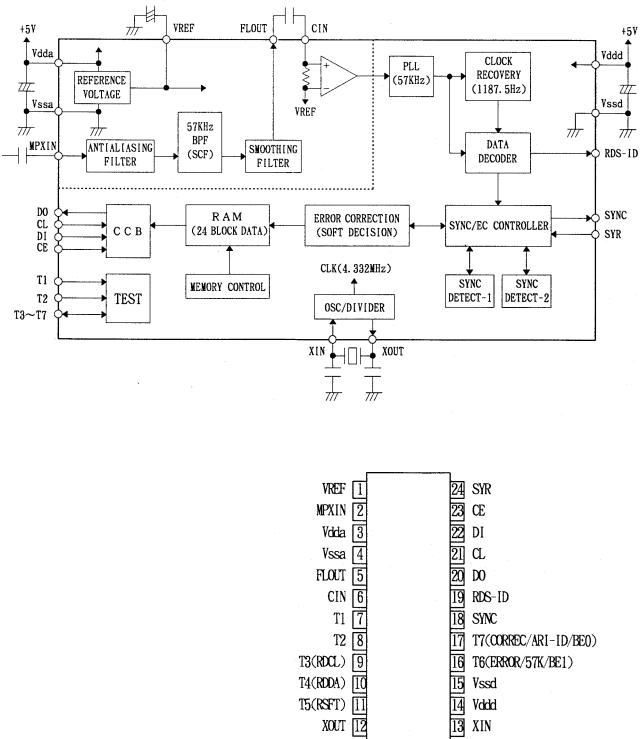 +5V
VREF
FLOUT
CIN
+5V
Vdda
REFERENCE
VOLTAGE
Vssa
+
−
VREF
PLL
(57KHz)
CLOCK
RECOVERY
(1187.5Hz)
Vddd
Vssd
MPXIN
ANTIALIASING
FILTER
57KHz
BPF
(SCF)
SMOOTHING
FILTER
DATA
DECODER
RDS-ID
DO
CL
DI
CE
CCB
RAM
(24 BLOCK DATA)
ERROR CORRECTION
(SOFT DECISION)
SYNC/EC CONTROLLER
SYNC
SYR
T1
T2
T3~T7
TEST
MEMORY CONTROL
CLK(4.332MHz)
OSC/DIVIDER
SYNC
DETECT-1
SYNC
DETECT-2
XIN
XOUT
VREF 1
24 SYR
MPXIN 2
23 CE
Vdda 3
22 DI
Vssa 4
21 CL
FLOUT 5
20 DO
CIN 6
19 RDS-ID
T1 7
18 SYNC
T2 8
17 T7(CORREC/ARI-ID/BE0)
T3(RDCL) 9
16 T6(ERROR/57K/BE1)
T4(RDDA) 10
15 Vssd
T5(RSFT) 11
14 Vddd
XOUT 12
13 XIN